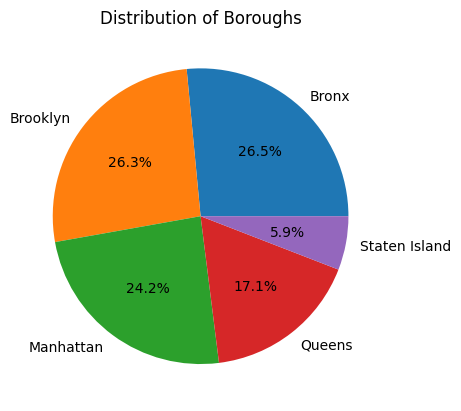 Distribution of Boroughs
Bronx
Brooklyn
26.5%
26.3%
5.9%
Staten Island
24.2%
17.1%
Manhattan
Queens